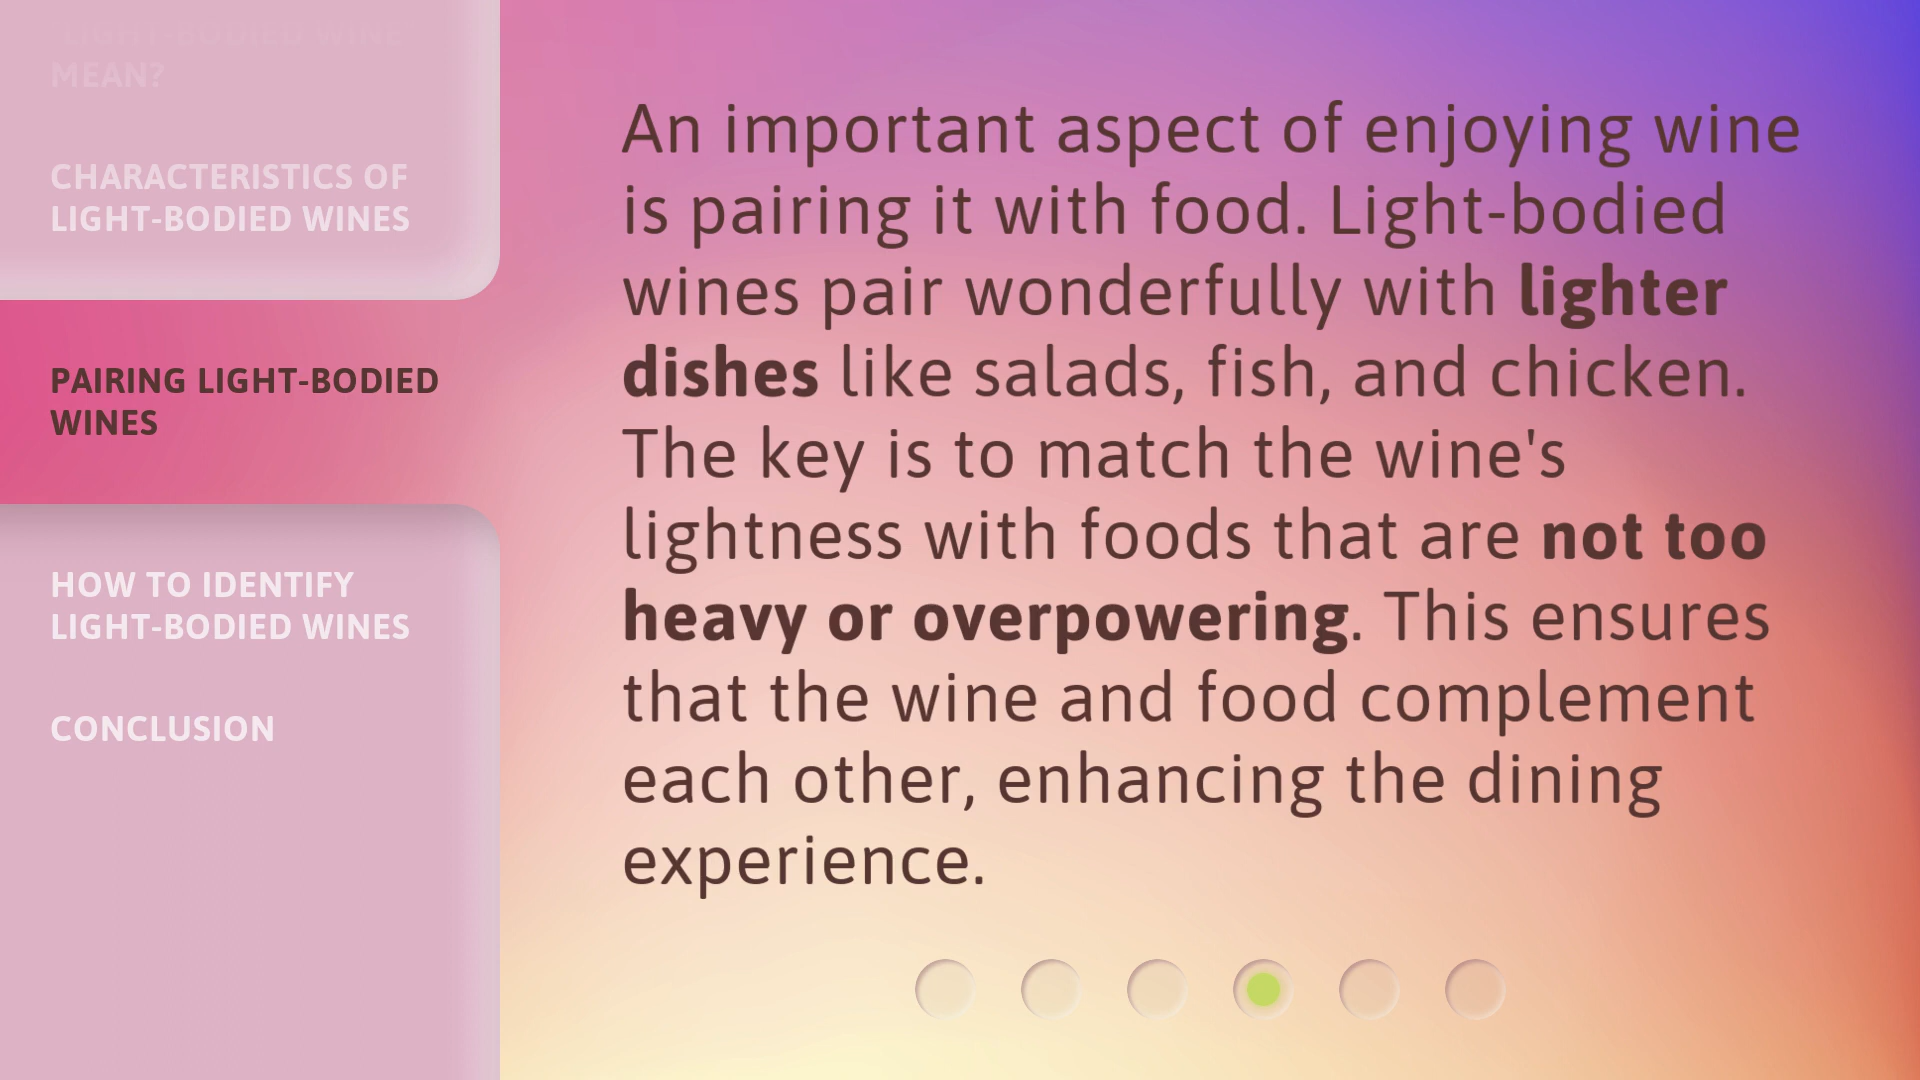 LIGHT-BODIED WINE
MEAN?
CHARACTERISTICS OF
LIGHT-BODIED WINES
PAIRING LIGHT-BODIED
WINES
HOW TO IDENTIFY
LIGHT-BODIED WINES
CONCLUSION
An important aspect of enjoying wine
is pairing it with food. Light-bodied
wines pair wonderfully with lighter
dishes like salads, fish, and chicken.
The key is to match the wine's
lightness with foods that are not too
heavy or overpowering. This ensures
that the wine and food complement
each other, enhancing the dining
experience.